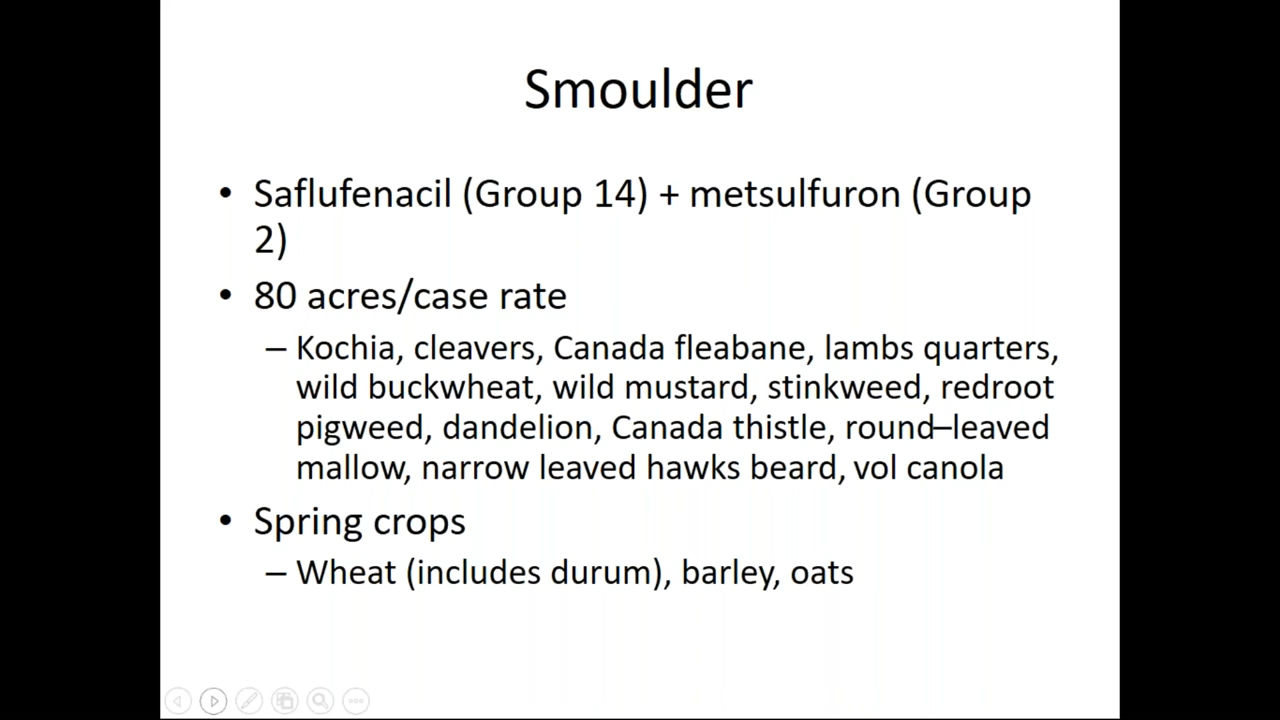 Smoulder
• Saflufenacil (Group 14) + metsulfuron (Group
2)
• 80 acres/case rate
– Kochia, cleavers, Canada fleabane, lambs quarters,
wild buckwheat, wild mustard, stinkweed, redroot
pigweed, dandelion, Canada thistle, round–leaved
mallow, narrow leaved hawks beard, vol canola
• Spring crops
– Wheat (includes durum), barley, oats